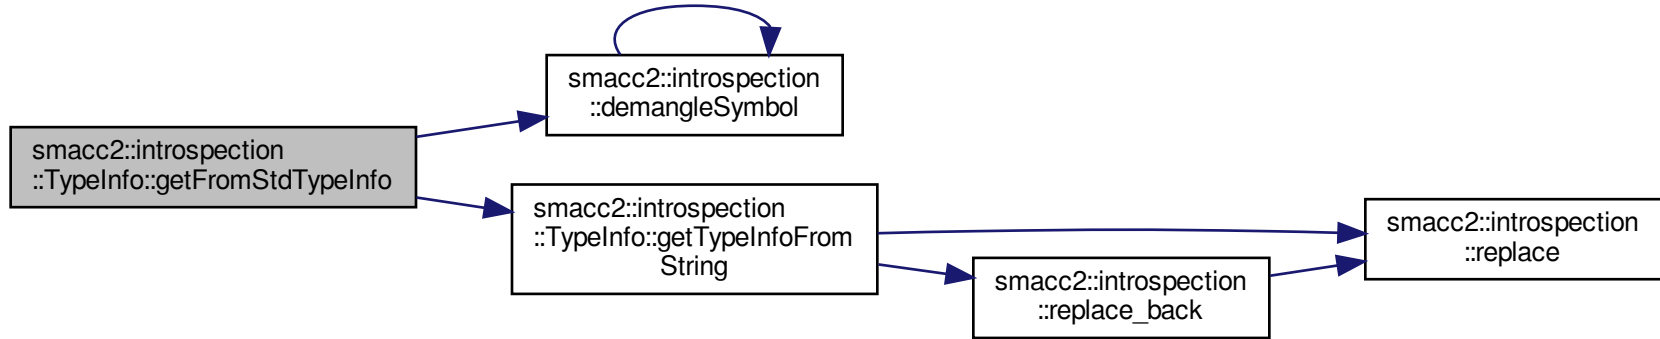 smacc2::introspection
::TypeInfo::getFromStdTypeInfo
smacc2::introspection
::demangleSymbol
smacc2::introspection
::TypeInfo::getTypeInfoFrom
String
smacc2::introspection
::replace_back
smacc2::introspection
::replace